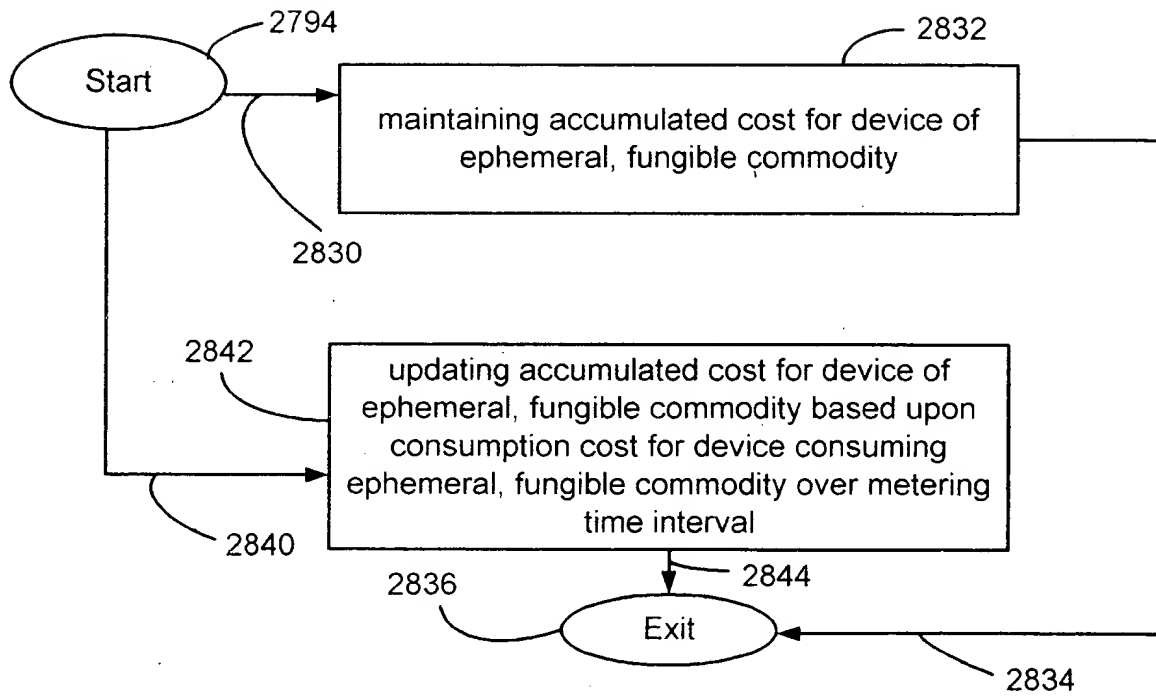 2794
Start
2832
maintaining accumulated cost for device of
ephemeral, fungible commodity
2830
2842
updating accumulated cost for device of
ephemeral, fungible commodity based upon
consumption cost for device consuming
ephemeral, fungible commodity over metering
time interval
2840
2844
2836
Exit
2834